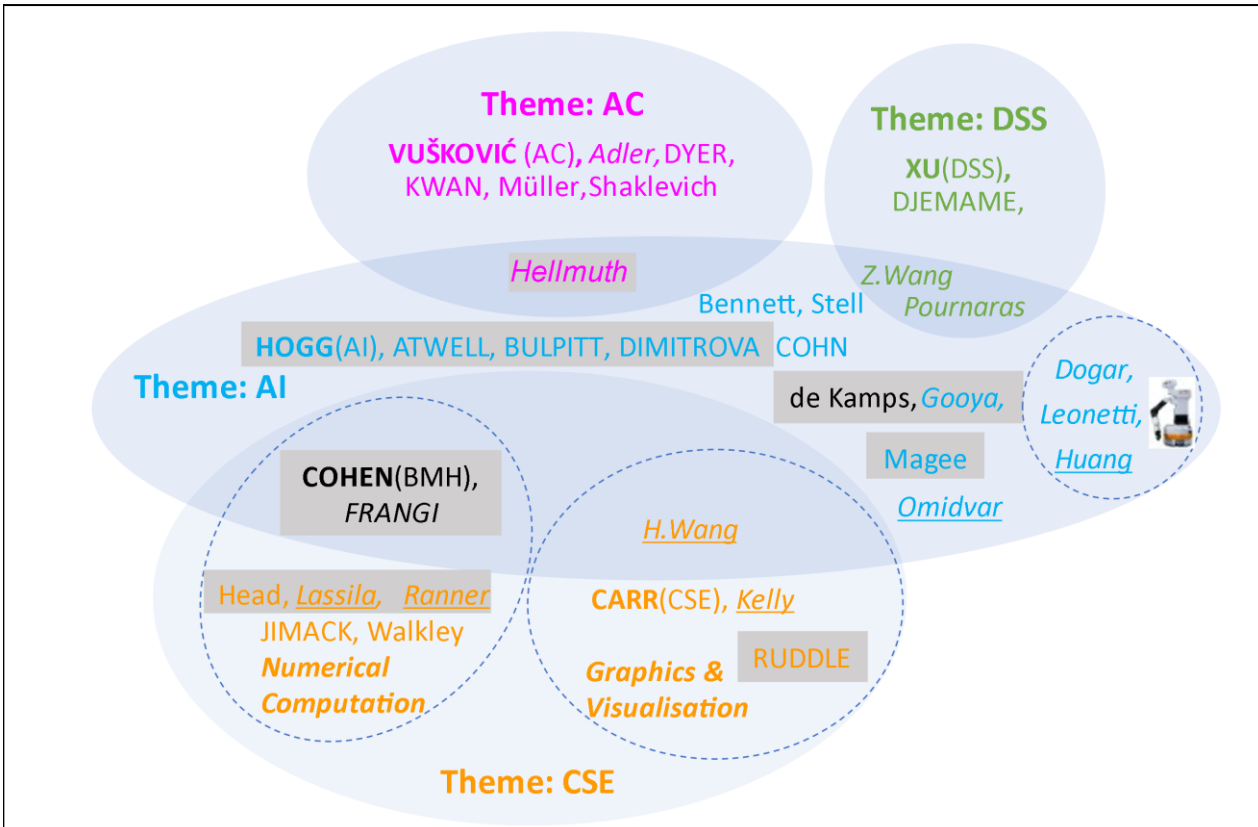 Theme: AC
VUŠKOVIĆ (AC), Adler, DYER,
KWAN, Müller, Shaklevich
Theme: DSS
XU(DSS),
DJEMAME,
Hellmuth
Z.Wang
Bennett, Stell
Pournaras
HOGG(AI), ATWELL, BULPITT, DIMITROVA COHN
Theme: AI
de Kamps, Gooya,
Dogar,
Leonetti,
Huang
Magee
Omidvar
COHEN(BMH),
FRANGI
H.Wang
Head, Lassila, Ranner
JIMACK, Walkley
Numerical
Computation
CARR(CSE), Kelly
RUDDLE
Graphics &
Visualisation
Theme: CSE